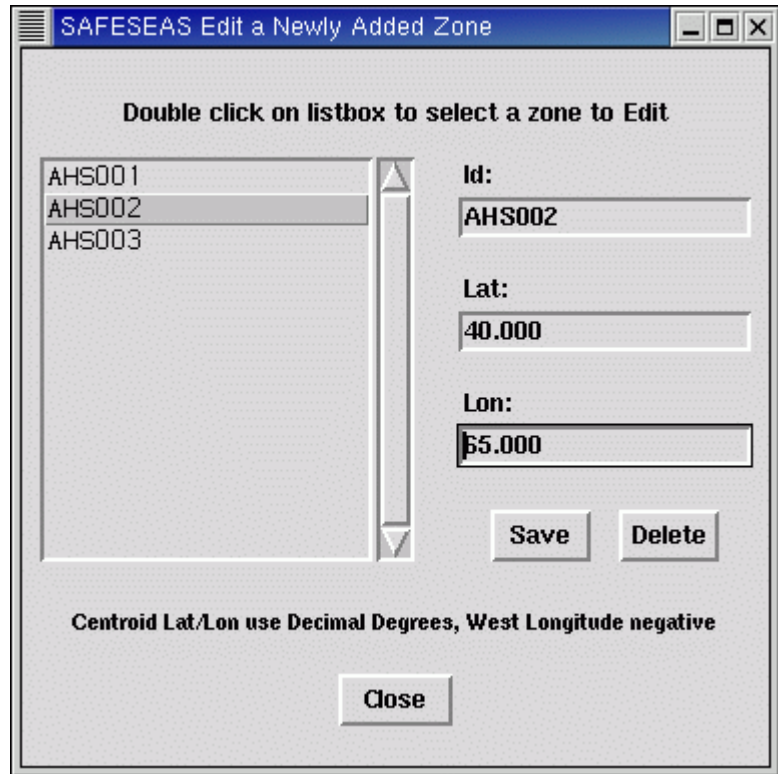 SAFESEAS Edit a Newly Added Zone
Double click on listbox to select a zone to Edit
AHS001
AHS002
AHS003
Id:
AHS002
Lat:
40.000
Lon:
65.000
Save
Delete
Centroid Lat/Lon use Decimal Degrees, West Longitude negative
Close